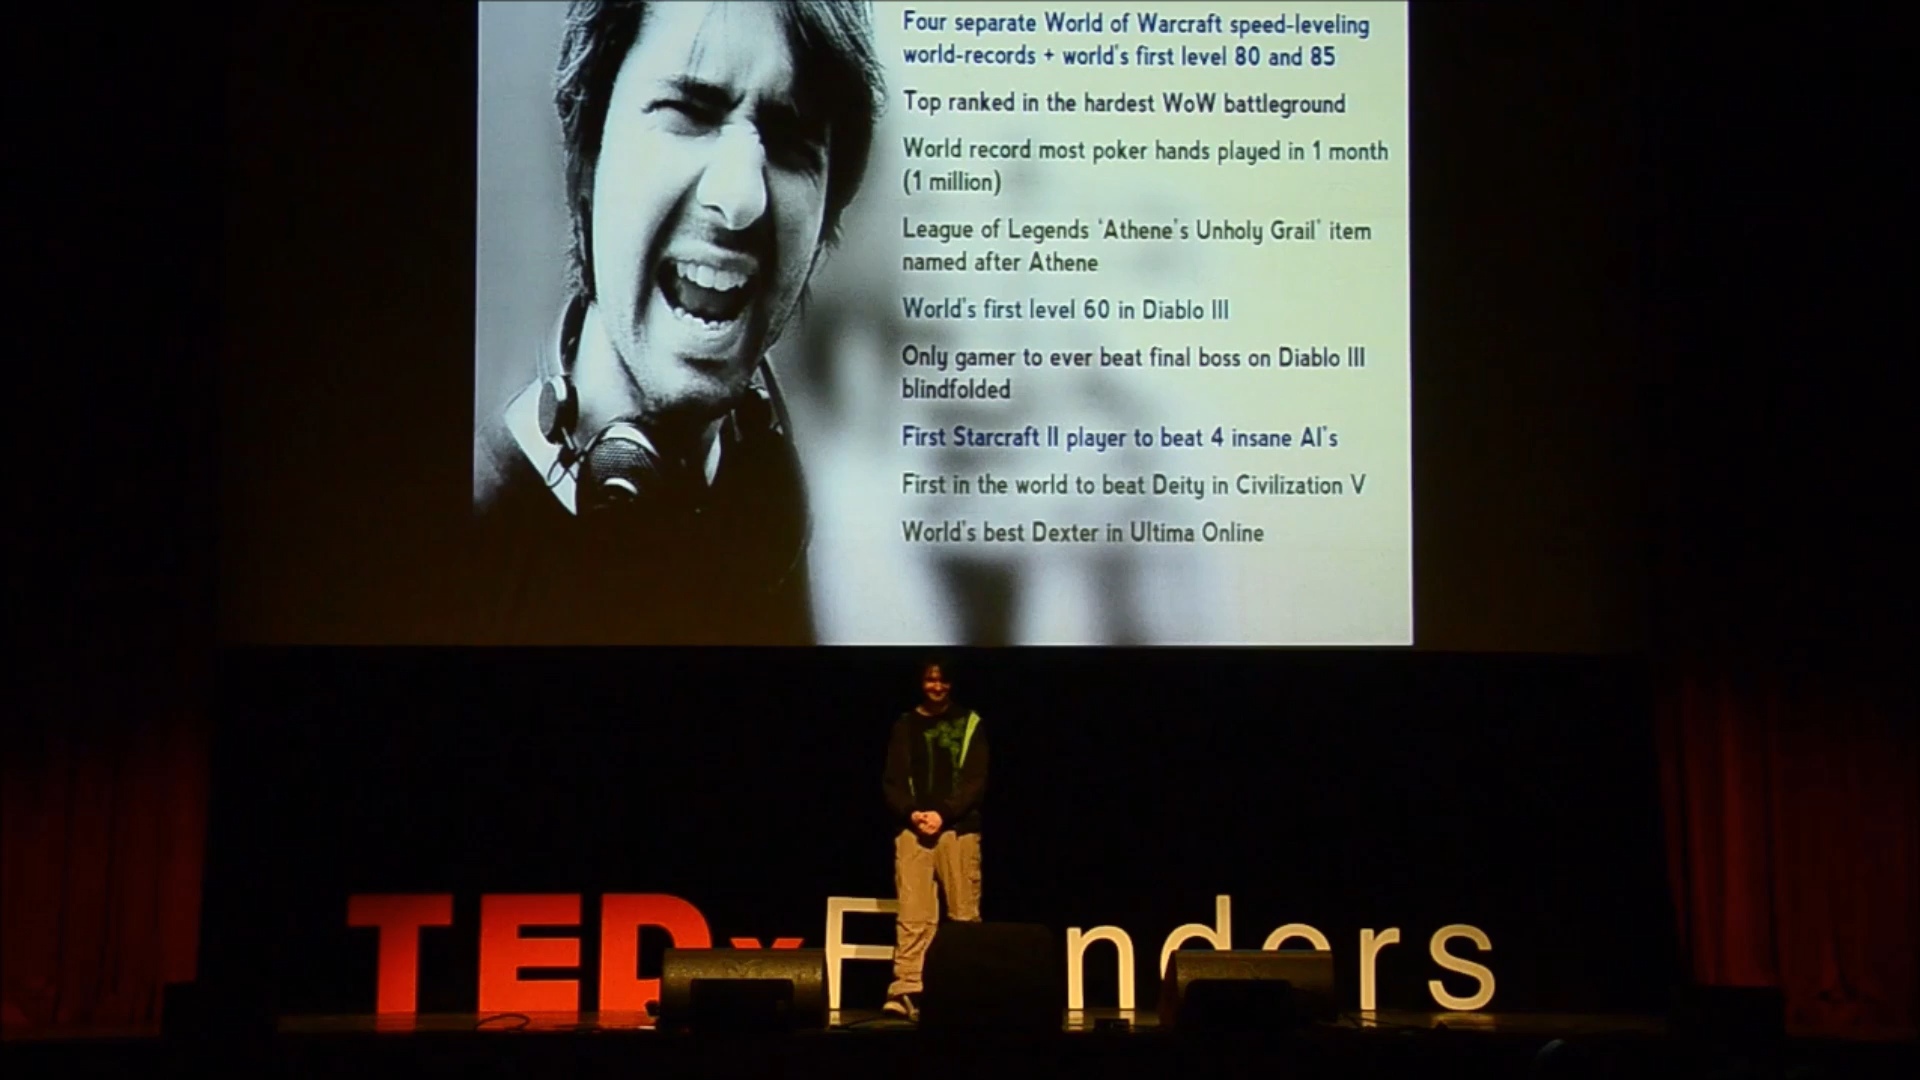 Four separate World of Warcraft speed-leveling
world-records + world's first level 80 and 85
Top ranked in the hardest WoW battleground
World record most poker hands played in 1 month
(1 million)
League of Legends 'Athene's Unholy Grail' item
named after Athene
World's first level 60 in Diablo III
Only gamer to ever beat final boss on Diablo III
blindfolded
First Starcraft II player to beat 4 insane AI's
First in the world to beat Deity in Civilization V
World's best Dexter in Ultima Online
TEDx F nders